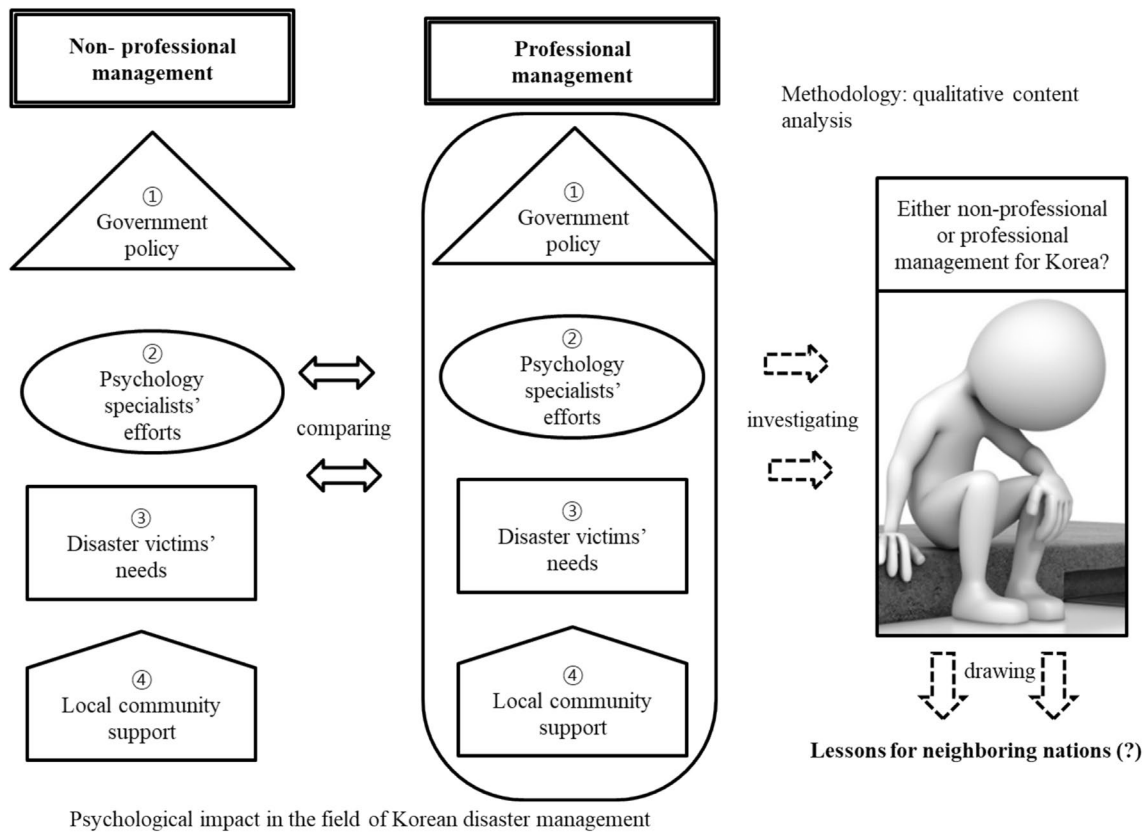 Non- professional
management
①
Government
policy
②
Psychology
specialists’
efforts
③
Disaster victims’
needs
④
Local community
support
comparing
Professional
management
①
Government
policy
②
Psychology
specialists’
efforts
③
Disaster victims’
needs
④
Local community
support
investigating
Methodology: qualitative content
analysis
Either non-professional
or professional
management for Korea?
drawing
Lessons for neighboring nations (?)
Psychological impact in the field of Korean disaster management